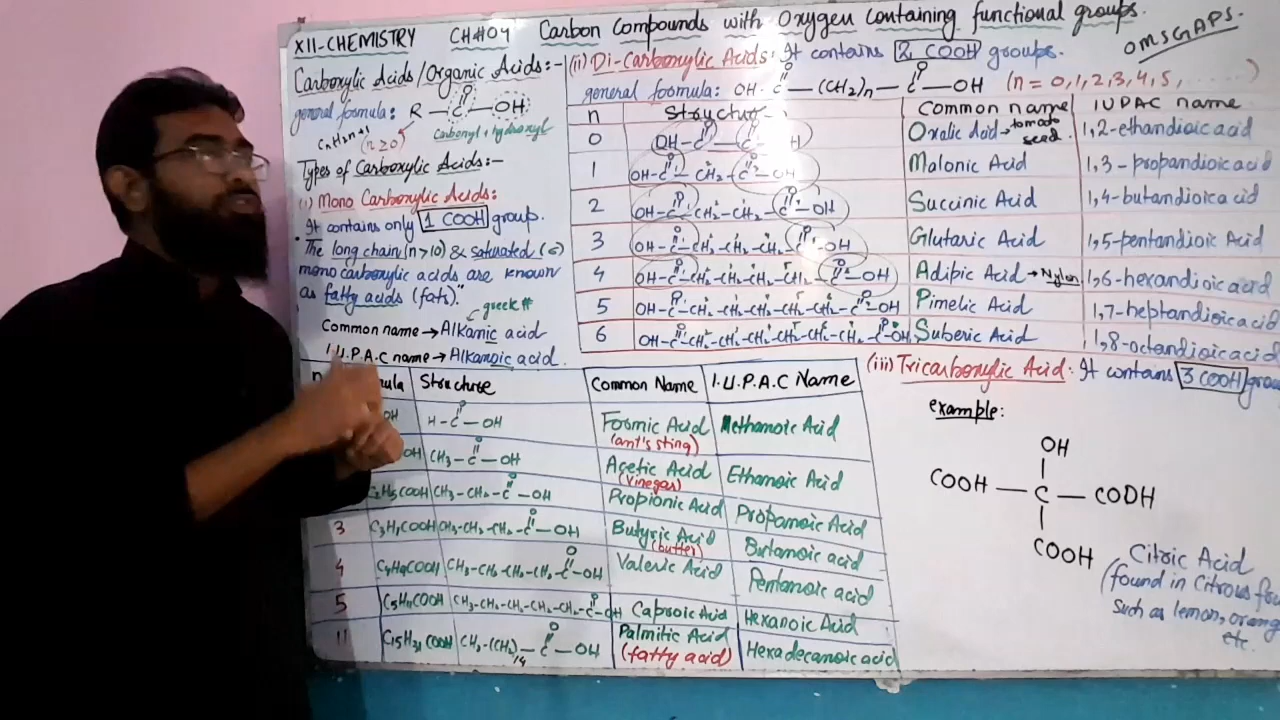 XII-CHEMISTRY CH#04 Carbon Compounds with Oxygen Containing functional groups.
OMSGAPS.
Carboxylic Acids/Organic Acids:-
general formula: R — C — OH
O
Carbonyl + hydroxyl
CnH2n+1
(n≥0)
Types of Carboxylic Acids:-
(i) Mono Carboxylic Acids:
It contains only 1 COOH group.
"The long chain (n>10) & saturated (σ)
mono carboxylic acids are known
as fatty acids (fats)."
greek #
Common name → Alkanic acid
I.U.P.A.C name → Alkanoic acid.
Structure Common Name I.U.P.A.C Name
H-C-OH Formic Acid Methanoic Acid
O
(ant's sting)
CH3-C-OH Acetic Acid Ethanoic Acid
O
(vinegar)
C2H5COOH CH3-CH2-C-OH Propionic Acid Propanoic Acid
O
3 C3H7COOH CH3-CH2-CH2-C-OH Butyric Acid Butanoic acid
O
(butter)
4 C4H9COOH CH3-CH2-CH2-CH2-C-OH Valeric Acid Pentanoic acid
O
5 C5H11COOH CH3-CH2-CH2-CH2-CH2-C-OH Caproic Acid Hexanoic Acid
O
11 C15H31COOH CH3-(CH2)14-C-OH Palmitic Acid Hexadecanoic acid
O
(fatty acid)
(ii) Di-Carboxylic Acids: It contains 2 COOH groups.
general formula: OH-C — (CH2)n — C — OH (n = 0,1,2,3,4,5, ......)
O O
n Structure Common name IUPAC name
0 OH-C — C — H Oxalic Acid → tomato seed. 1,2-ethandioic acid
1 OH-C-CH2-C-OH Malonic Acid 1,3-propandioic acid
2 OH-C-CH2-CH2-C-OH Succinic Acid 1,4-butandioic acid
3 OH-C-CH2-CH2-CH2-C-OH Glutaric Acid 1,5-pentandioic Acid
4 OH-C-CH2-CH2-CH2-CH2-C-OH Adibic Acid → Nylon 1,6-hexandioic acid
5 OH-C-CH2-CH2-CH2-CH2-CH2-C-OH Pimelic Acid 1,7-heptandioic acid
6 OH-C-CH2-CH2-CH2-CH2-CH2-CH2-C-OH Suberic Acid 1,8-octandioic acid
(iii) Tricarboxylic Acid: It contains 3 COOH
example:
OH
COOH — C — COOH
COOH
Citric Acid
(found in Citrous
such as lemon, orange
etc.